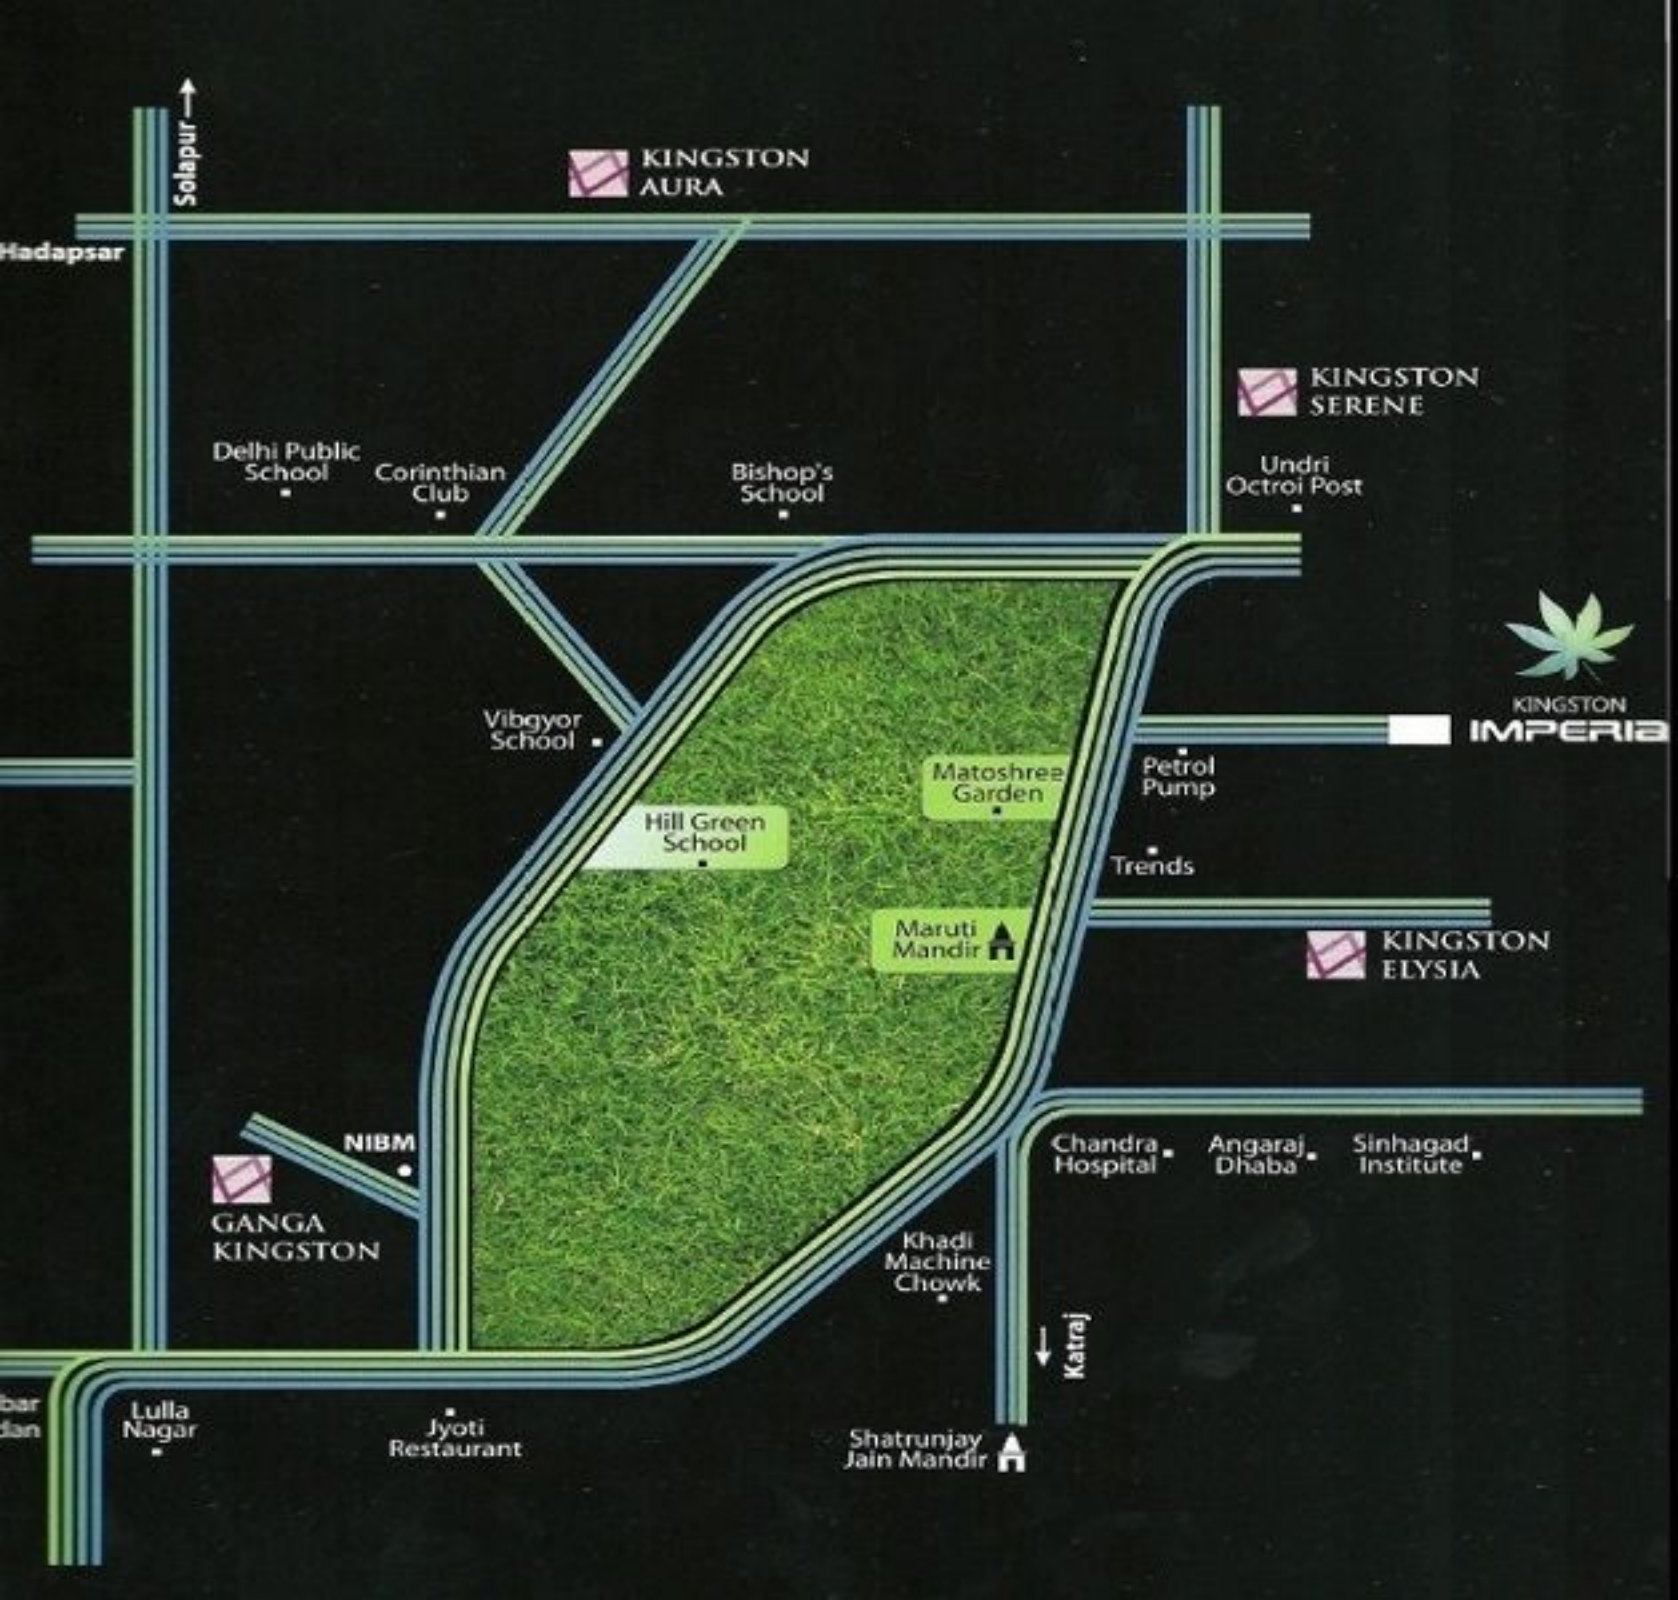 Solapur
KINGSTON
AURA
Hadapsar
KINGSTON
SERENE
Delhi Public
School
Corinthian
Club
Bishop's
School
Undri
Octroi Post
KINGSTON
IMPERIA
Vibgyor
School
Petrol
Pump
Matoshree
Garden
Hill Green
School
Trends
Maruti
Mandir
KINGSTON
ELYSIA
NIBM
Chandra
Hospital
Angaraj
Dhaba
Sinhagad
Institute
GANGA
KINGSTON
Khadi
Machine
Chowk
Katraj
bar
dan
Lulla
Nagar
Jyoti
Restaurant
Shatrunjay
Jain Mandir